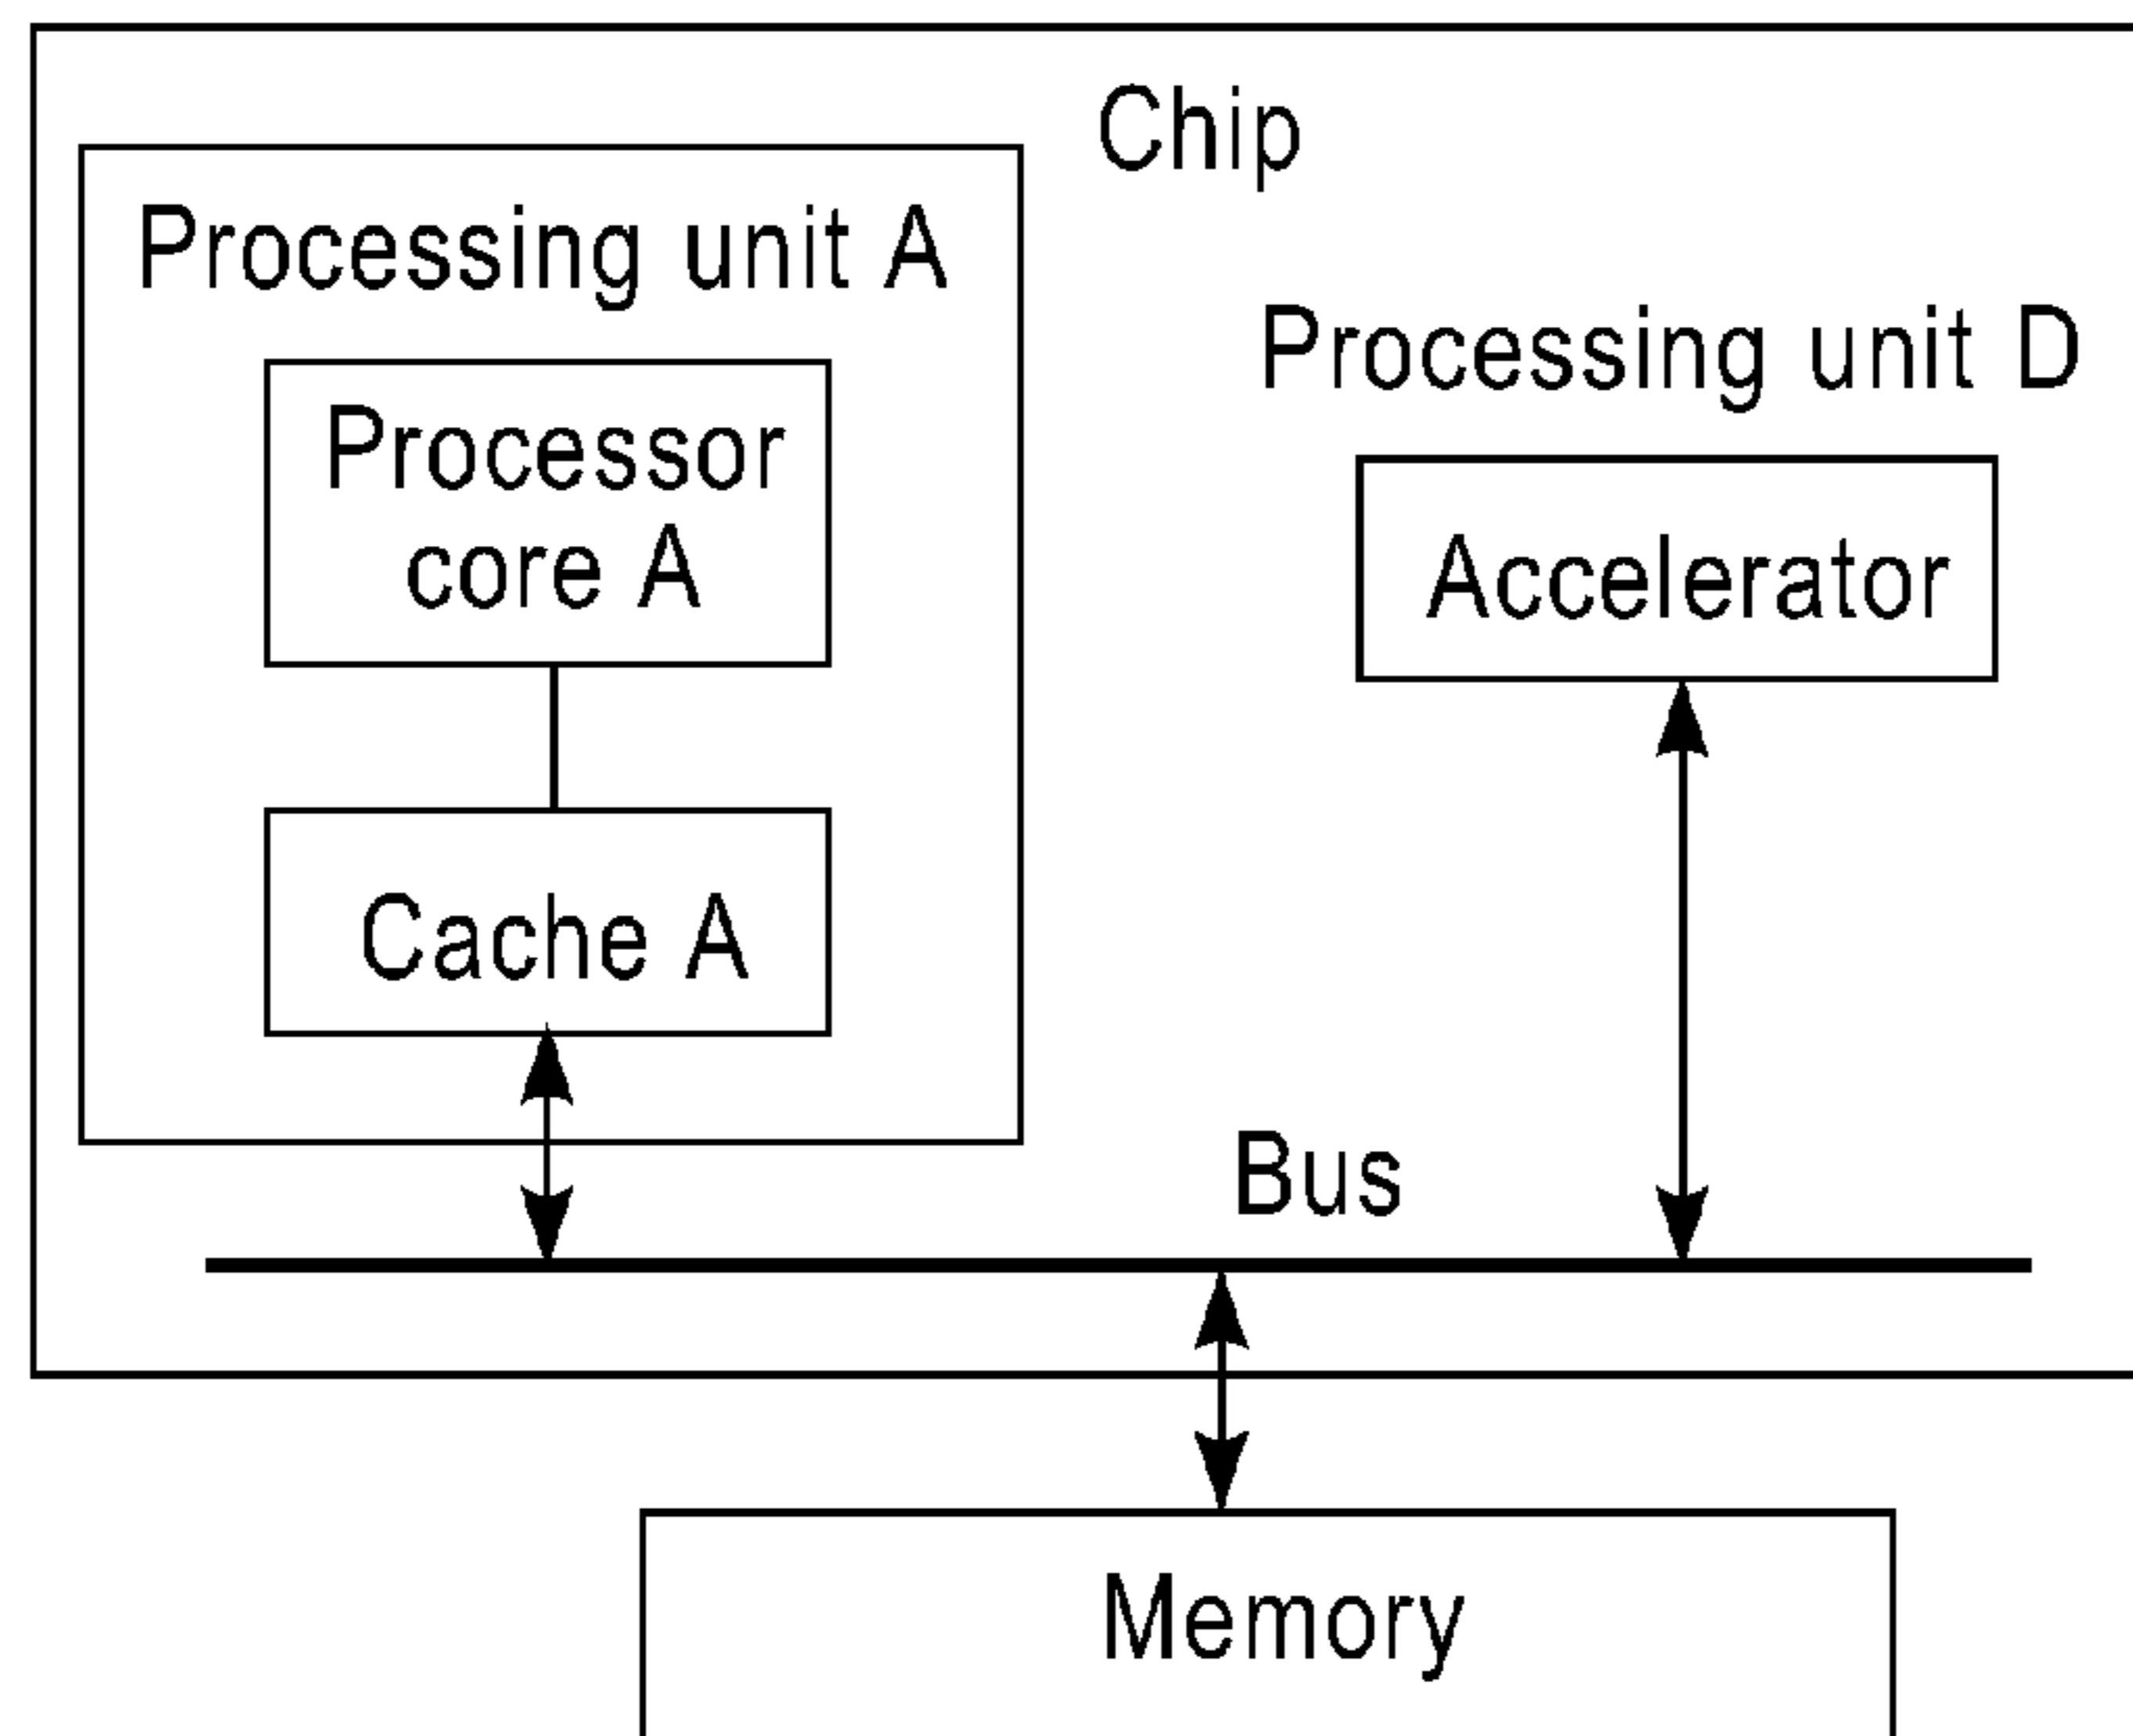 Chip
Processing unit A
Processing unit D
Processor
core A
Accelerator
Cache A
Bus
Memory